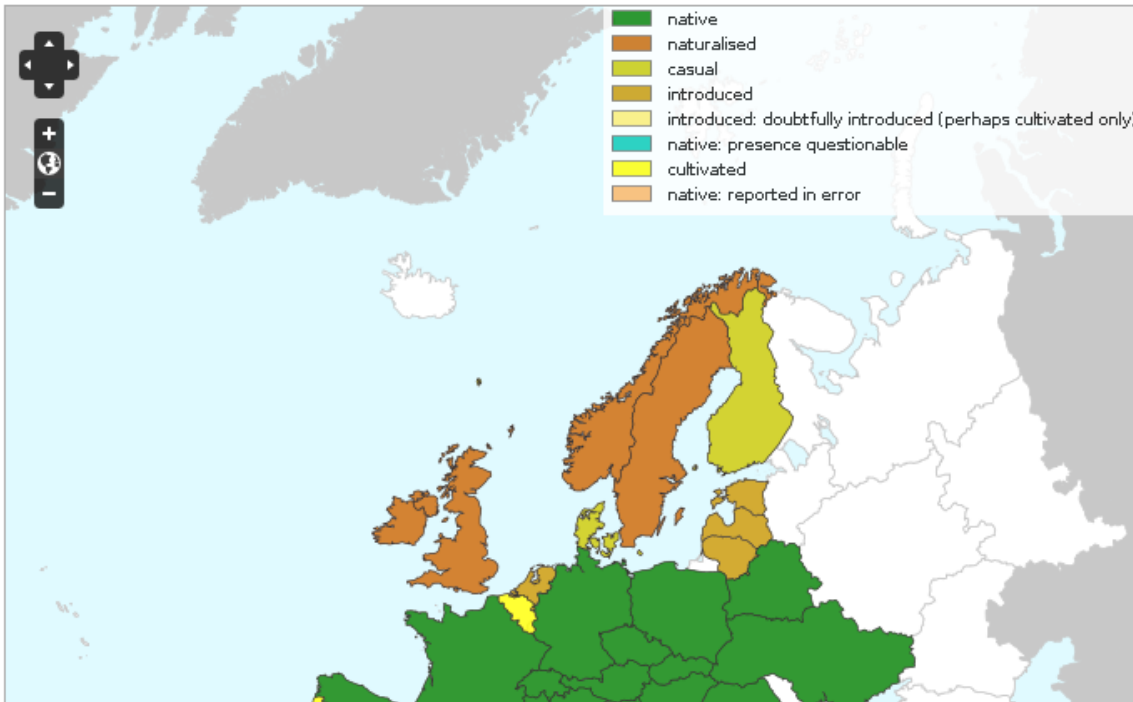 native
naturalised
casual
introduced
introduced: doubtfully introduced (perhaps cultivated only)
native: presence questionable
cultivated
native: reported in error